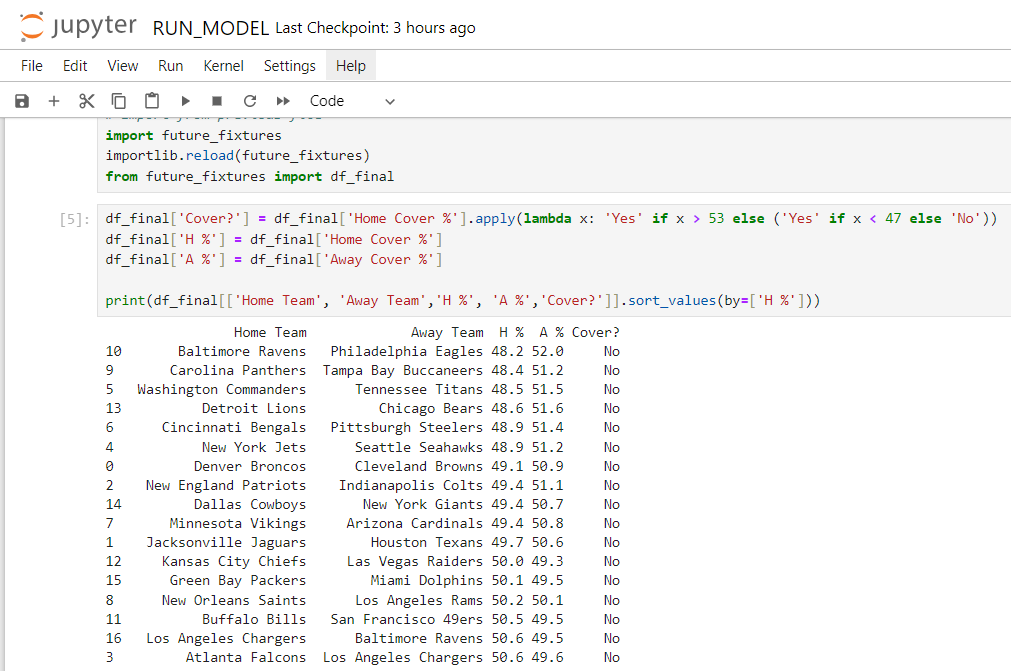 jupyter RUN_MODEL Last Checkpoint: 3 hours ago
File Edit View Run Kernel Settings Help
Code
import future_fixtures
importlib.reload(future_fixtures)
from future_fixtures import df_final
[5]: df_final['Cover?'] = df_final['Home Cover %'].apply(lambda x: 'Yes' if x > 53 else ('Yes' if x < 47 else 'No'))
df_final['H %'] = df_final['Home Cover %']
df_final['A %'] = df_final['Away Cover %']
print(df_final[['Home Team', 'Away Team','H %', 'A %','Cover?']].sort_values(by=['H %']))
Home Team Away Team H % A % Cover?
10 Baltimore Ravens Philadelphia Eagles 48.2 52.0 No
9 Carolina Panthers Tampa Bay Buccaneers 48.4 51.2 No
5 Washington Commanders Tennessee Titans 48.5 51.5 No
13 Detroit Lions Chicago Bears 48.6 51.6 No
6 Cincinnati Bengals Pittsburgh Steelers 48.9 51.4 No
4 New York Jets Seattle Seahawks 48.9 51.2 No
0 Denver Broncos Cleveland Browns 49.1 50.9 No
2 New England Patriots Indianapolis Colts 49.4 51.1 No
14 Dallas Cowboys New York Giants 49.4 50.7 No
7 Minnesota Vikings Arizona Cardinals 49.4 50.8 No
1 Jacksonville Jaguars Houston Texans 49.7 50.6 No
12 Kansas City Chiefs Las Vegas Raiders 50.0 49.3 No
15 Green Bay Packers Miami Dolphins 50.1 49.5 No
8 New Orleans Saints Los Angeles Rams 50.2 50.1 No
11 Buffalo Bills San Francisco 49ers 50.5 49.5 No
16 Los Angeles Chargers Baltimore Ravens 50.6 49.5 No
3 Atlanta Falcons Los Angeles Chargers 50.6 49.6 No